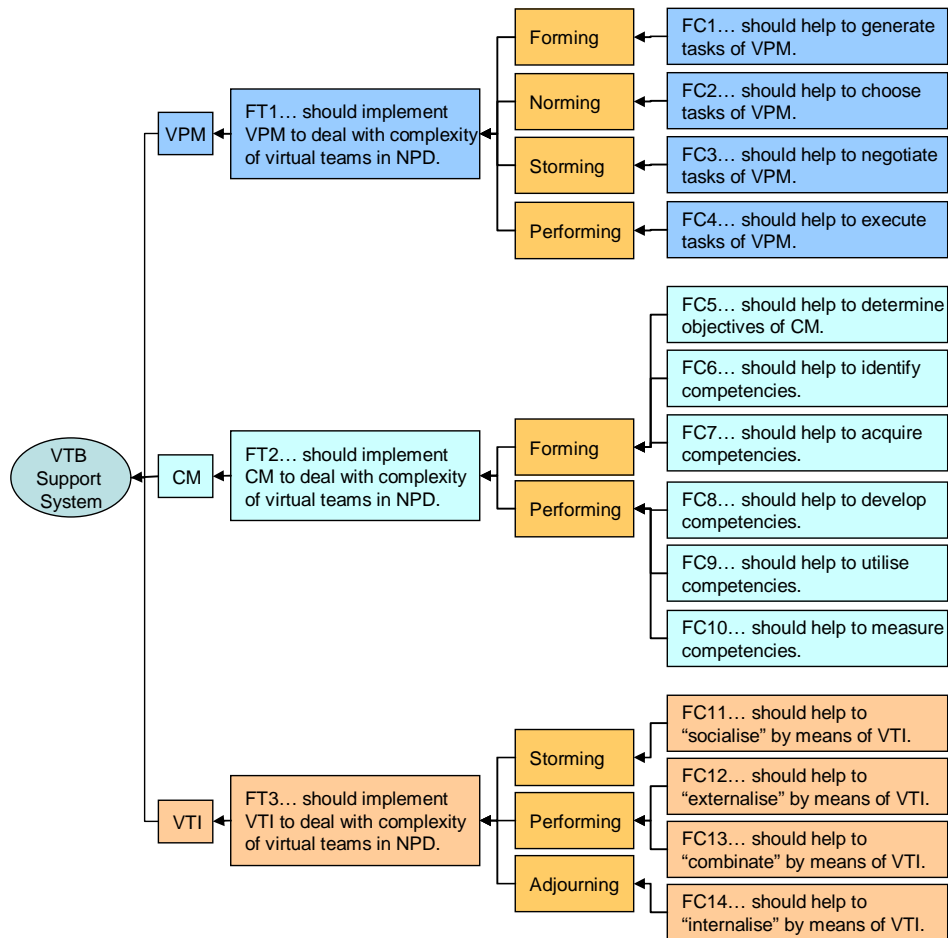 Forming
FC1… should help to generate
tasks of VPM.
VPM
FT1… should implement
VPM to deal with complexity
of virtual teams in NPD.
Norming
FC2… should help to choose
tasks of VPM.
Storming
FC3… should help to negotiate
tasks of VPM.
Performing
FC4… should help to execute
tasks of VPM.
VTB
Support
System
CM
FT2… should implement
CM to deal with complexity
of virtual teams in NPD.
Forming
Performing
FC5… should help to determine
objectives of CM.
FC6… should help to identify
competencies.
FC7… should help to acquire
competencies.
FC8… should help to develop
competencies.
FC9… should help to utilise
competencies.
FC10… should help to measure
competencies.
VTI
FT3… should implement
VTI to deal with complexity
of virtual teams in NPD.
Storming
Performing
Adjourning
FC11… should help to
“socialise” by means of VTI.
FC12… should help to
“externalise” by means of VTI.
FC13… should help to
“combinate” by means of VTI.
FC14… should help to
“internalise” by means of VTI.